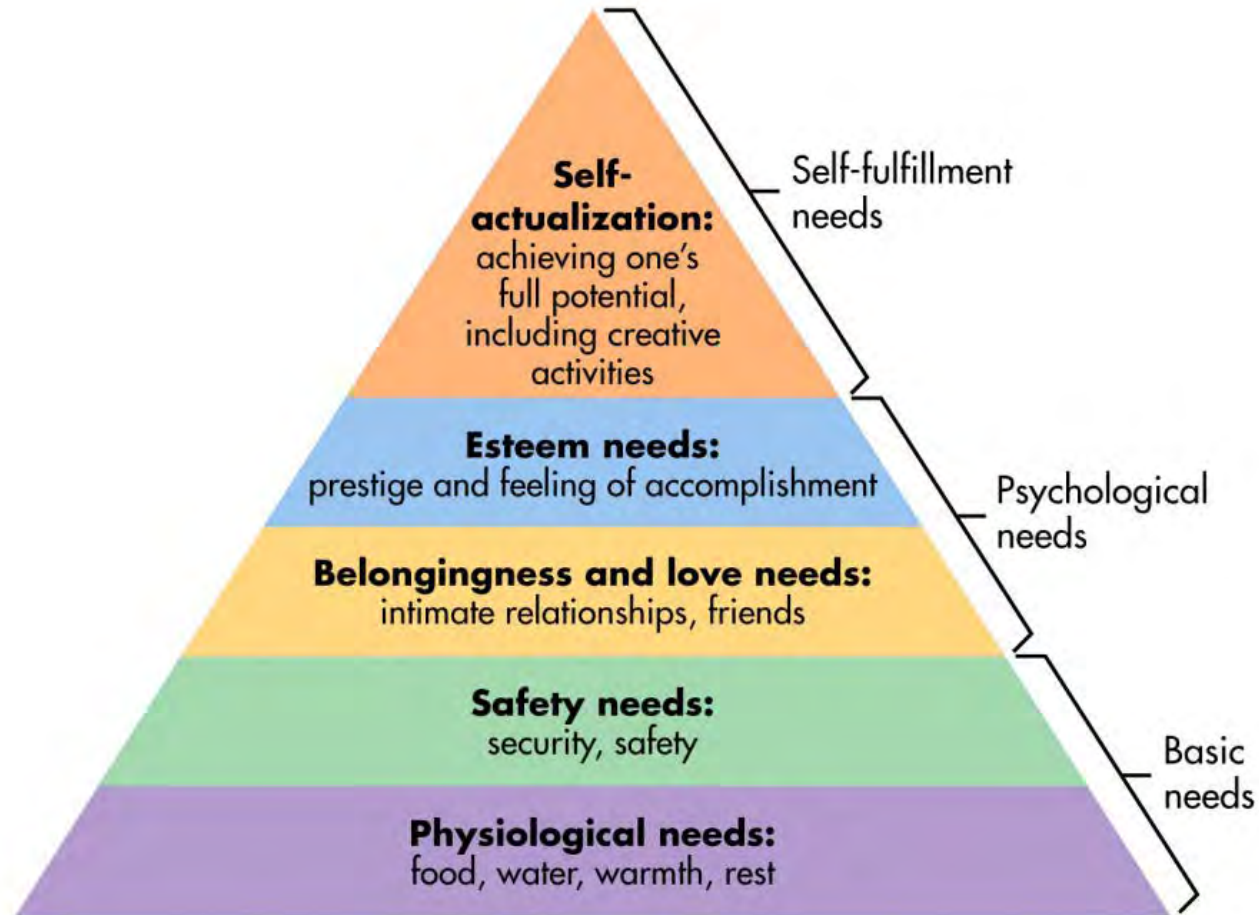 Self-
actualization:
achieving one's
full potential,
including creative
activities
Self-fulfillment
needs
Esteem needs:
prestige and feeling of accomplishment
Psychological
needs
Belongingness and love needs:
intimate relationships, friends
Safety needs:
security, safety
Basic
needs
Physiological needs:
food, water, warmth, rest